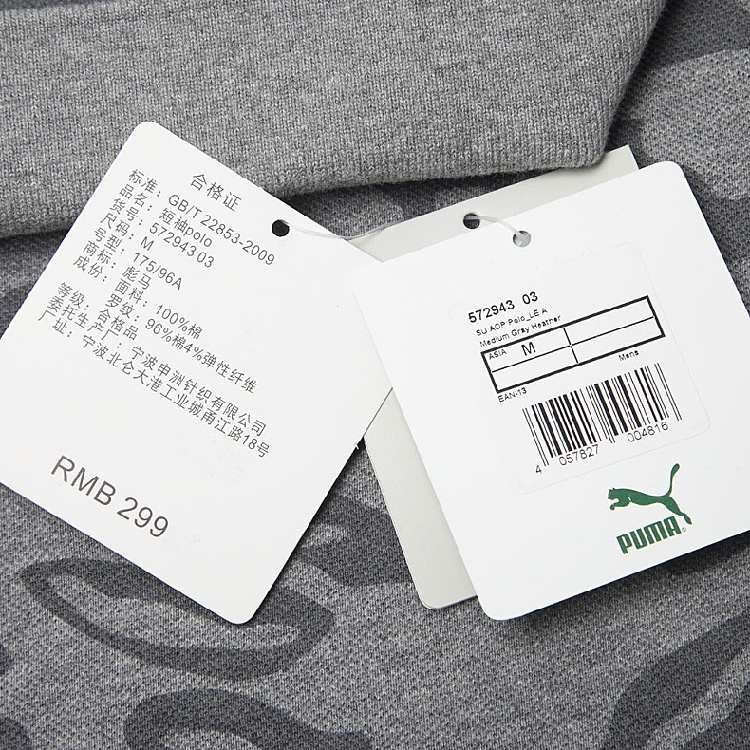 合格证
标准: GB/T 22853-2009
品名: 短袖polo
货号: 572943 03
尺码: M
号型: 175/96A
商标: 彪马
成份: 面料: 100%棉
罗纹: 96%棉4%弹性纤维
等级: 合格品
委托生产厂: 宁波申洲针织有限公司
厂址: 宁波北仑大港工业城甬江路18号
RMB 299
572943 03
SU AOP Polo_LE A
Medium Gray Heather
ASIA M
Mens
EAN-13
4 057827 004816
PUMA